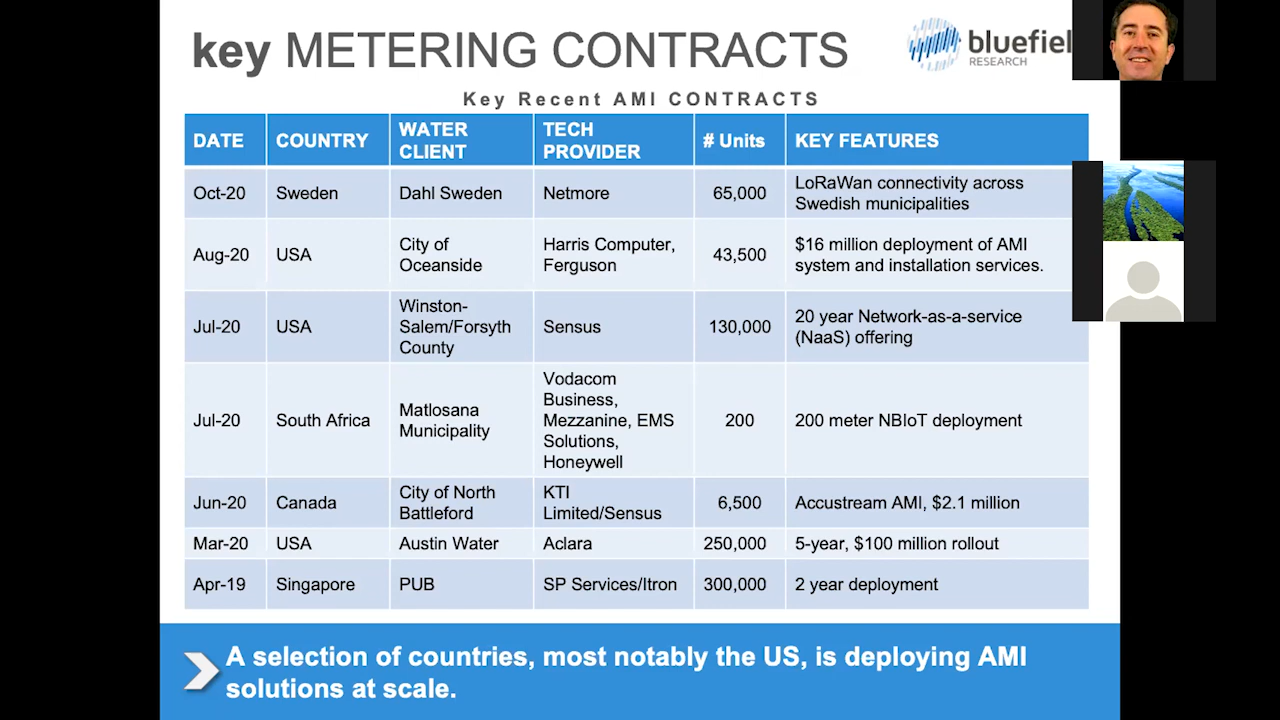 key METERING CONTRACTS
bluefiel
RESEARCH
Key Recent AMI CONTRACTS
DATE COUNTRY WATER CLIENT TECH PROVIDER # Units KEY FEATURES
Oct-20 Sweden Dahl Sweden Netmore 65,000 LoRaWan connectivity across Swedish municipalities
Aug-20 USA City of Oceanside Harris Computer, Ferguson 43,500 $16 million deployment of AMI system and installation services.
Jul-20 USA Winston-Salem/Forsyth County Sensus 130,000 20 year Network-as-a-service (NaaS) offering
Jul-20 South Africa Matlosana Municipality Vodacom Business, Mezzanine, EMS Solutions, Honeywell 200 200 meter NBIoT deployment
Jun-20 Canada City of North Battleford KTI Limited/Sensus 6,500 Accustream AMI, $2.1 million
Mar-20 USA Austin Water Aclara 250,000 5-year, $100 million rollout
Apr-19 Singapore PUB SP Services/Itron 300,000 2 year deployment
A selection of countries, most notably the US, is deploying AMI
solutions at scale.